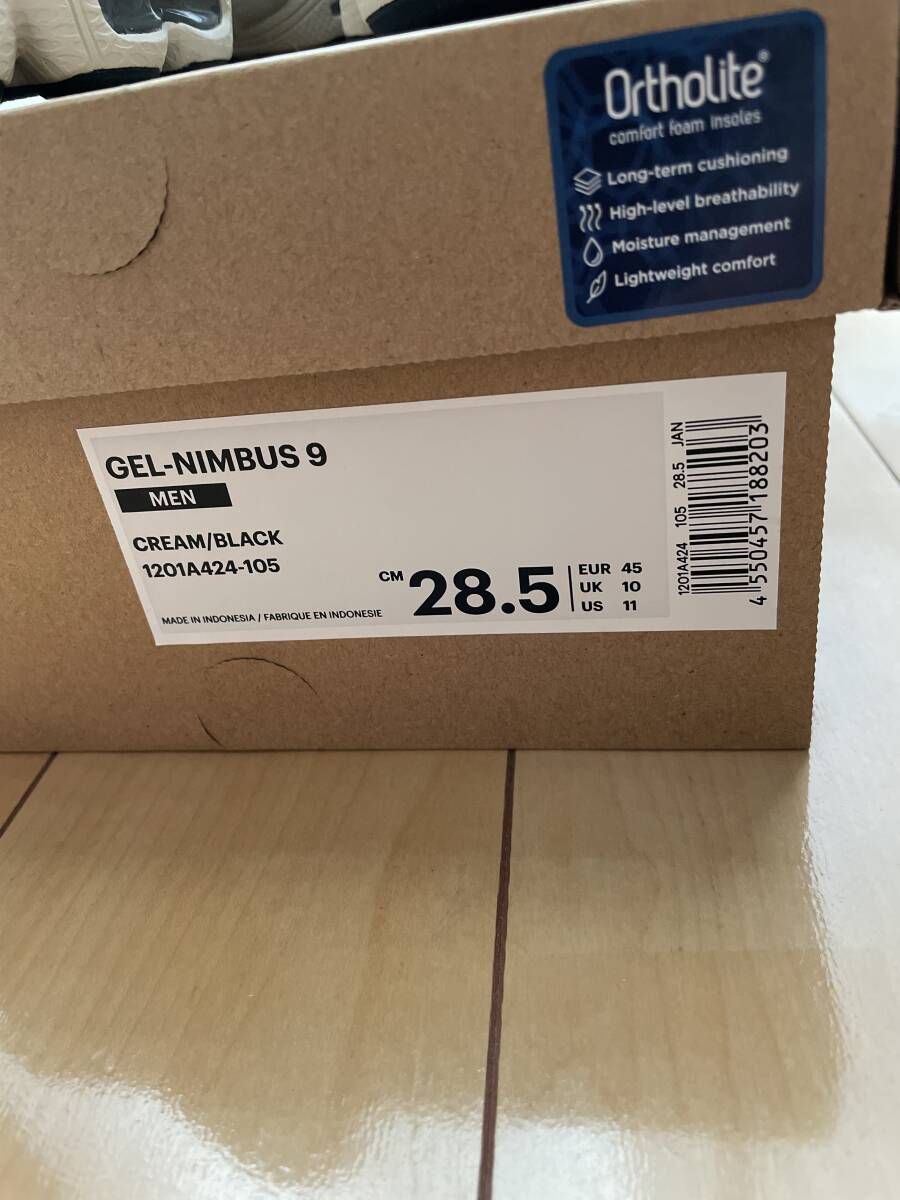 Ortholite®
comfort foam insoles
Long-term cushioning
High-level breathability
Moisture management
Lightweight comfort
GEL-NIMBUS 9
MEN
CREAM/BLACK
1201A424-105
MADE IN INDONESIA / FABRIQUE EN INDONESIE
CM 28.5
EUR 45
UK 10
US 11
1201A424 105 28.5 JAN
4 550457 188203